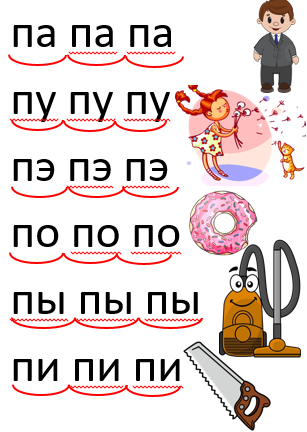 па па па
пу пу пу
пэ пэ пэ
по по по
пы пы пы
пи пи пи